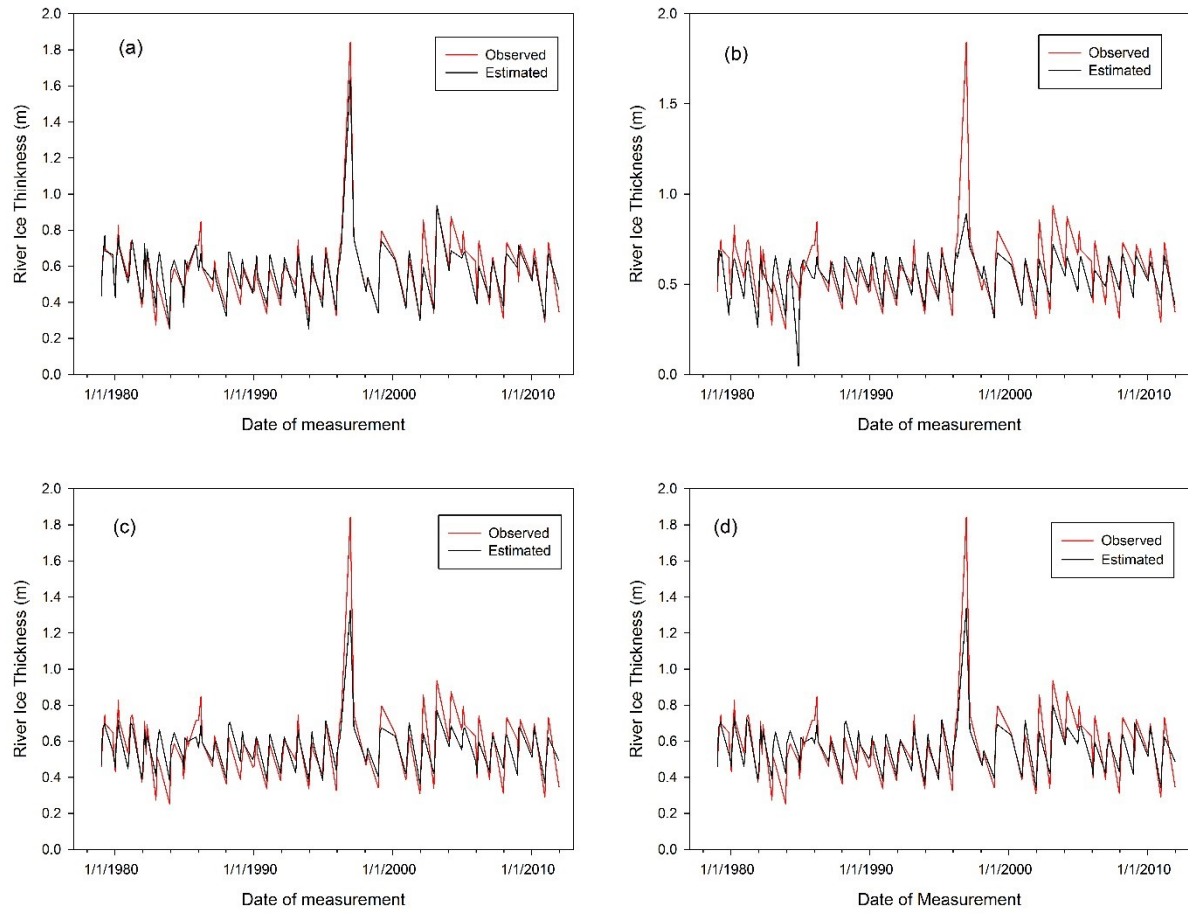 (a)
Observed
Estimated
River Ice Thinkness (m)
2.0
1.8
1.6
1.4
1.2
1.0
0.8
0.6
0.4
0.2
0.0
1/1/1980 1/1/1990 1/1/2000 1/1/2010
Date of measurement
(b)
Observed
Estimated
River Ice Thickness (m)
2.0
1.5
1.0
0.5
0.0
1/1/1980 1/1/1990 1/1/2000 1/1/2010
Date of measurement
(c)
Observed
Estimated
River Ice Thickness (m)
2.0
1.8
1.6
1.4
1.2
1.0
0.8
0.6
0.4
0.2
0.0
1/1/1980 1/1/1990 1/1/2000 1/1/2010
Date of measurement
(d)
Observed
Estimated
River Ice Thickness (m)
2.0
1.8
1.6
1.4
1.2
1.0
0.8
0.6
0.4
0.2
0.0
1/1/1980 1/1/1990 1/1/2000 1/1/2010
Date of Measurement